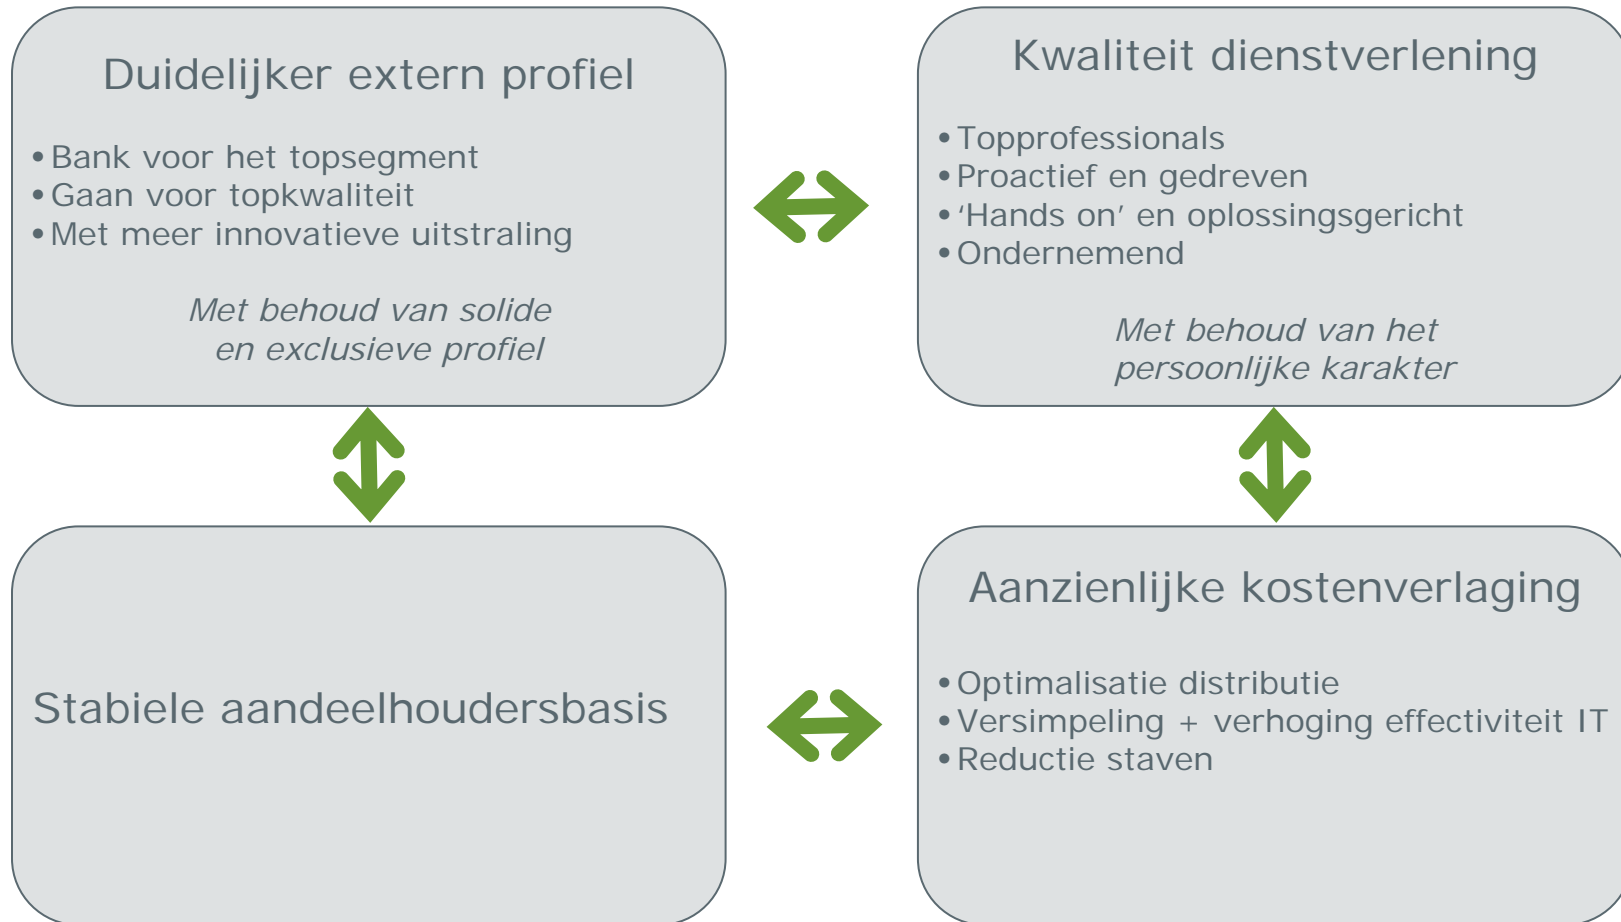 Duidelijker extern profiel
•Bank voor het topsegment
•Gaan voor topkwaliteit
•Met meer innovatieve uitstraling
Met behoud van solide
en exclusieve profiel
Kwaliteit dienstverlening
•Topprofessionals
•Proactief en gedreven
•‘Hands on’ en oplossingsgericht
•Ondernemend
Met behoud van het
persoonlijke karakter
Stabiele aandeelhoudersbasis
Aanzienlijke kostenverlaging
•Optimalisatie distributie
•Versimpeling + verhoging effectiviteit IT
•Reductie staven